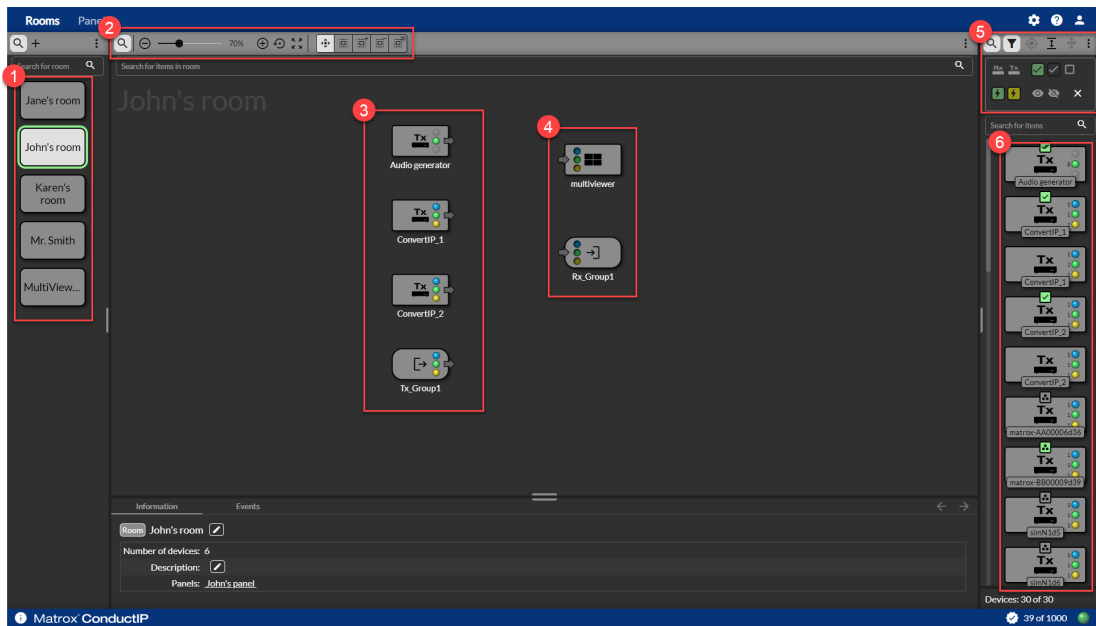 Rooms
Pane
2
5
70%
Search for room
Search for items in room
1
Rx Tx
Jane's room
John's room
3
4
Search for items
John's room
6
Tx
Audio generator
multiviewer
Tx
Audio generator
Karen's
room
Tx
ConvertIP_1
Tx
ConvertIP_1
Mr. Smith
Rx_Group1
Tx
ConvertIP_1
MultiView...
Tx
ConvertIP_2
Tx
ConvertIP_2
Tx_Group1
Tx
ConvertIP_2
Tx
matrox-AA00006d36
Tx
matrox-BB00009d39
Information
Events
Tx
simN1d5
Room John's room
Number of devices: 6
Description:
Tx
simN1d6
Panels: John's panel
Devices: 30 of 30
Matrox® ConductIP
39 of 1000